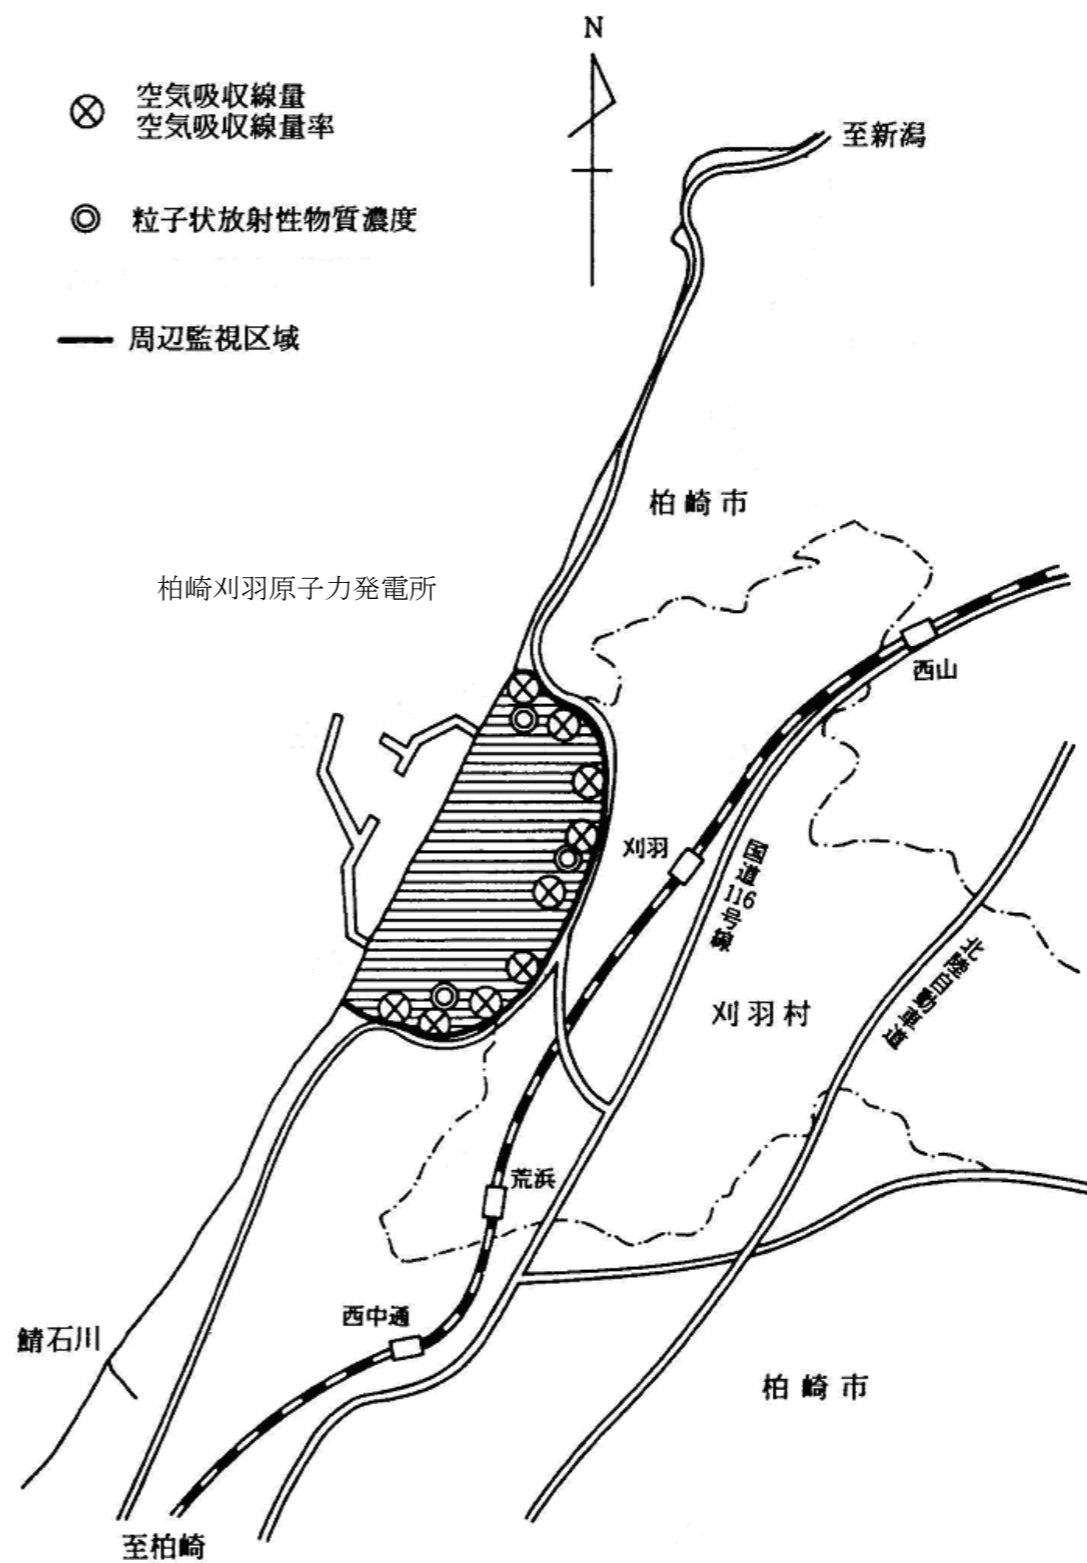 N
空気吸収線量
空気吸収線量率
至新潟
粒子状放射性物質濃度
周辺監視区域
柏崎市
柏崎刈羽原子力発電所
西山
刈羽
国道116号線
北陸自動車道
刈羽村
荒浜
西中通
鯖石川
柏崎市
至柏崎